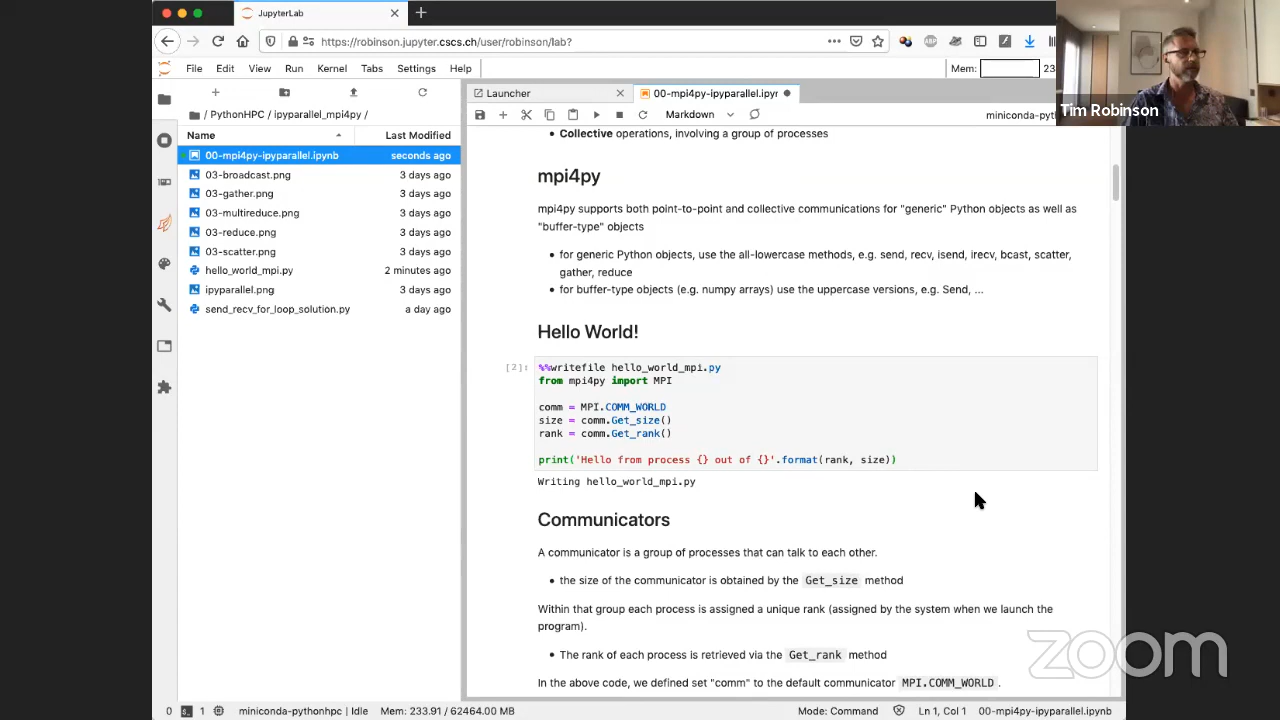 JupyterLab
https://robinson.jupyter.cscs.ch/user/robinson/lab?
File Edit View Run Kernel Tabs Settings Help
Mem: 23
Tim Robinson
/ PythonHPC / ipyparallel_mpi4py /
Name Last Modified
00-mpi4py-ipyparallel.ipynb seconds ago
03-broadcast.png 3 days ago
03-gather.png 3 days ago
03-multireduce.png 3 days ago
03-reduce.png 3 days ago
03-scatter.png 3 days ago
hello_world_mpi.py 2 minutes ago
ipyparallel.png 3 days ago
send_recv_for_loop_solution.py a day ago
Launcher
00-mpi4py-ipyparallel.ipyr
Markdown
miniconda-pyth
• Collective operations, involving a group of processes
mpi4py
mpi4py supports both point-to-point and collective communications for "generic" Python objects as well as
"buffer-type" objects
• for generic Python objects, use the all-lowercase methods, e.g. send, recv, isend, irecv, bcast, scatter,
gather, reduce
• for buffer-type objects (e.g. numpy arrays) use the uppercase versions, e.g. Send, ...
Hello World!
[2]: %%writefile hello_world_mpi.py
from mpi4py import MPI
comm = MPI.COMM_WORLD
size = comm.Get_size()
rank = comm.Get_rank()
print('Hello from process {} out of {}'.format(rank, size))
Writing hello_world_mpi.py
Communicators
A communicator is a group of processes that can talk to each other.
• the size of the communicator is obtained by the Get_size method
Within that group each process is assigned a unique rank (assigned by the system when we launch the
program).
• The rank of each process is retrieved via the Get_rank method
In the above code, we defined set "comm" to the default communicator MPI.COMM_WORLD.
zoom
0 1 miniconda-pythonhpc | Idle Mem: 233.91 / 62464.00 MB
Mode: Command Ln 1, Col 1 00-mpi4py-ipyparallel.ipynb